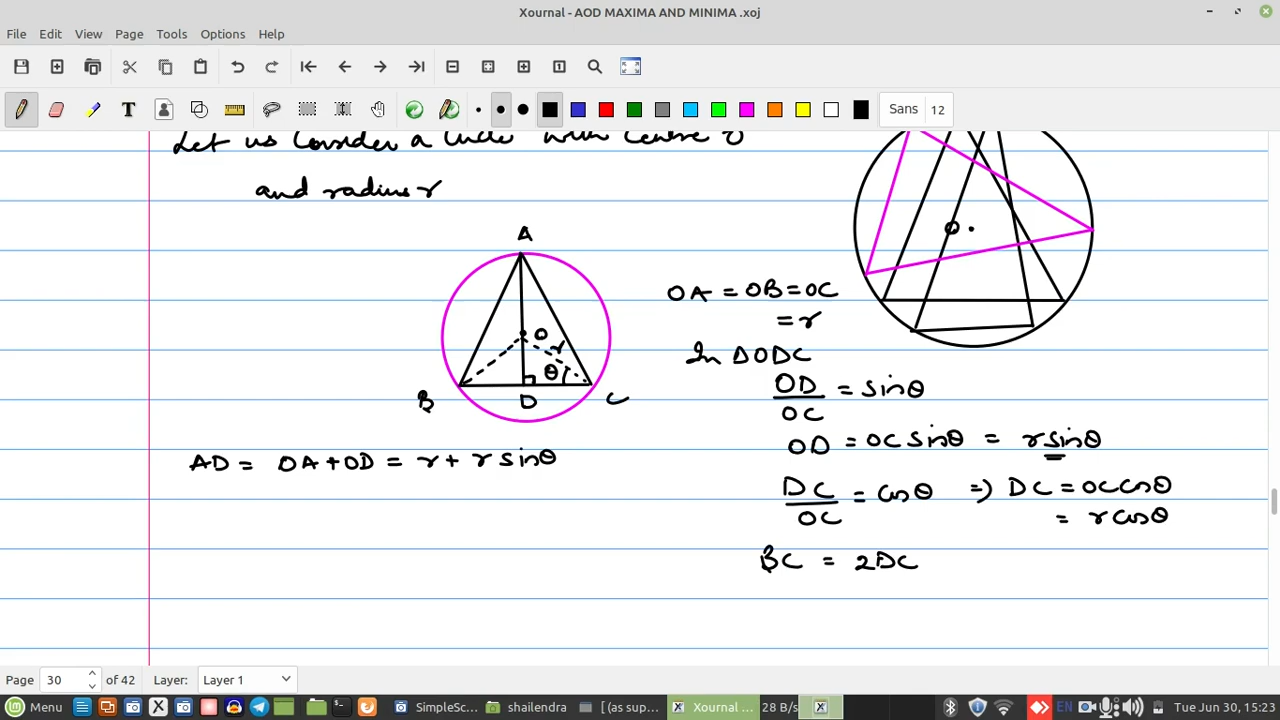 Xournal - AOD MAXIMA AND MINIMA .xoj
File Edit View Page Tools Options Help
Sans 12
Let us consider a circle with centre O
and radius r
A
O
r
θ
B
D
C
O
OA = OB = OC
= r
In ΔODC
OD/OC = sinθ
OD = OC sinθ = r sinθ
AD = OA + OD = r + r sinθ
DC/OC = cosθ => DC = OC cosθ
= r cosθ
BC = 2DC
Page 30 of 42 Layer: Layer 1
Menu SimpleSc... shailendra [ (as sup... Xournal ... 28 B/s EN Tue Jun 30, 15:23